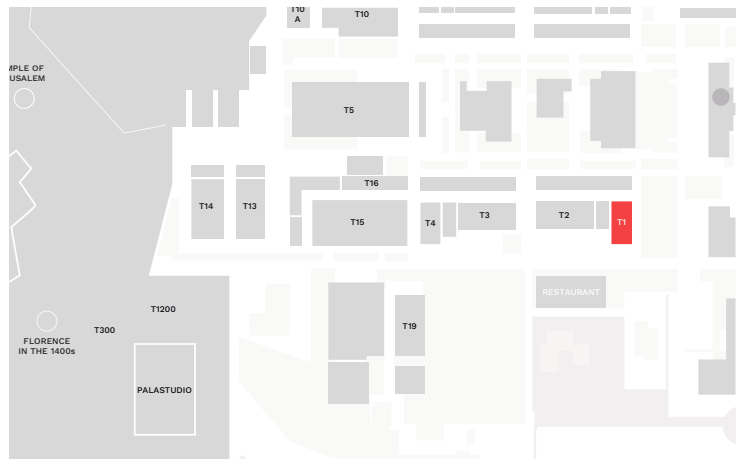 T10
A
T10
MPLE OF
USALEM
T5
T16
T14
T13
T15
T4
T3
T2
T1
T1200
T300
RESTAURANT
FLORENCE
IN THE 1400s
T19
PALASTUDIO